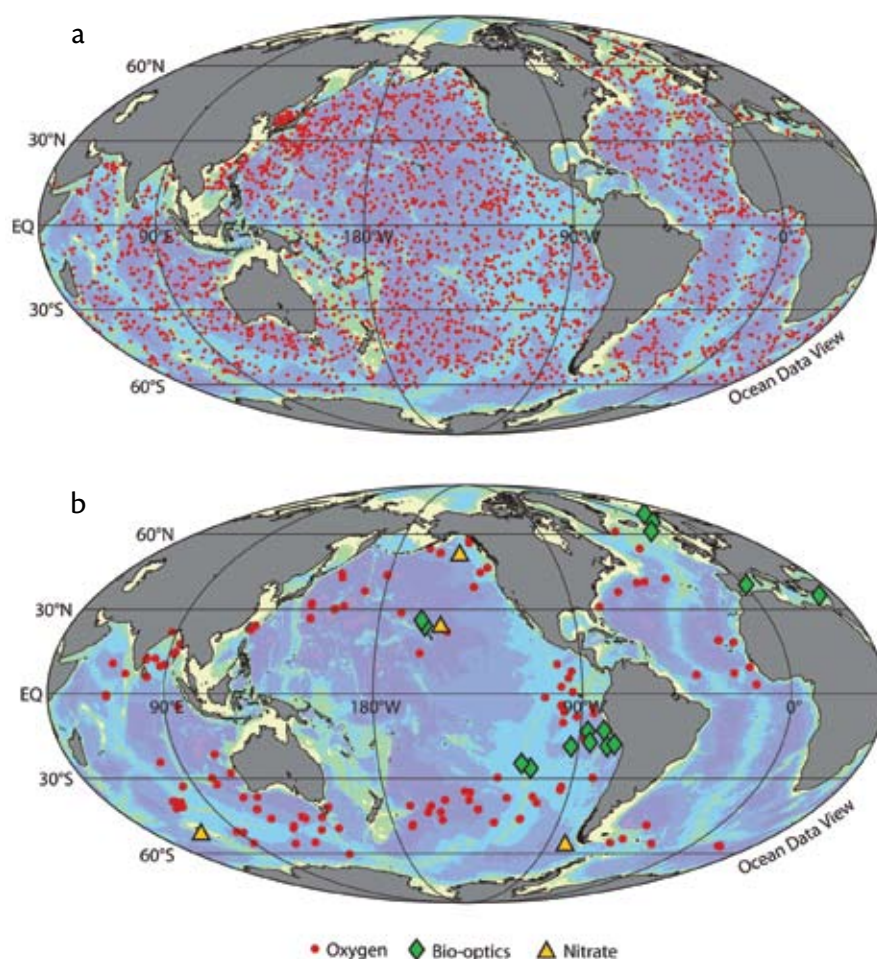 a
60°N
30°N
EQ
90°E
180°W
90°W
0°
30°S
60°S
Ocean Data View
b
60°N
30°N
EQ
90°E
180°W
90°W
0°
30°S
60°S
Ocean Data View
Oxygen Bio-optics Nitrate